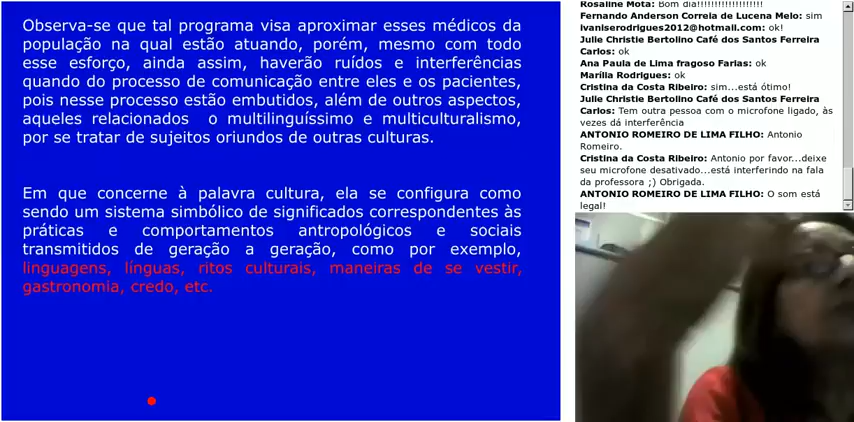 Observa-se que tal programa visa aproximar esses médicos da
população na qual estão atuando, porém, mesmo com todo
esse esforço, ainda assim, haverão ruídos e interferências
quando do processo de comunicação entre eles e os pacientes,
pois nesse processo estão embutidos, além de outros aspectos,
aqueles relacionados o multilinguíssimo e multiculturalismo,
por se tratar de sujeitos oriundos de outras culturas.
Em que concerne à palavra cultura, ela se configura como
sendo um sistema simbólico de significados correspondentes às
práticas e comportamentos antropológicos e sociais
transmitidos de geração a geração, como por exemplo,
linguagens, línguas, ritos culturais, maneiras de se vestir,
gastronomia, credo, etc.
Rosaline Mota: Bom dia!!!!!!!!!!!!!!!!!!!
Fernando Anderson Correia de Lucena Melo: sim
ivaniserodrigues2012@hotmail.com: ok!
Julie Christie Bertolino Café dos Santos Ferreira
Carlos: ok
Ana Paula de Lima fragoso Farias: ok
Marília Rodrigues: ok
Cristina da Costa Ribeiro: sim...está ótimo!
Julie Christie Bertolino Café dos Santos Ferreira
Carlos: Tem outra pessoa com o microfone ligado, às
vezes dá interferência
ANTONIO ROMEIRO DE LIMA FILHO: Antonio
Romeiro.
Cristina da Costa Ribeiro: Antonio por favor...deixe
seu microfone desativado...está interferindo na fala
da professora ;) Obrigada.
ANTONIO ROMEIRO DE LIMA FILHO: O som está
legal!